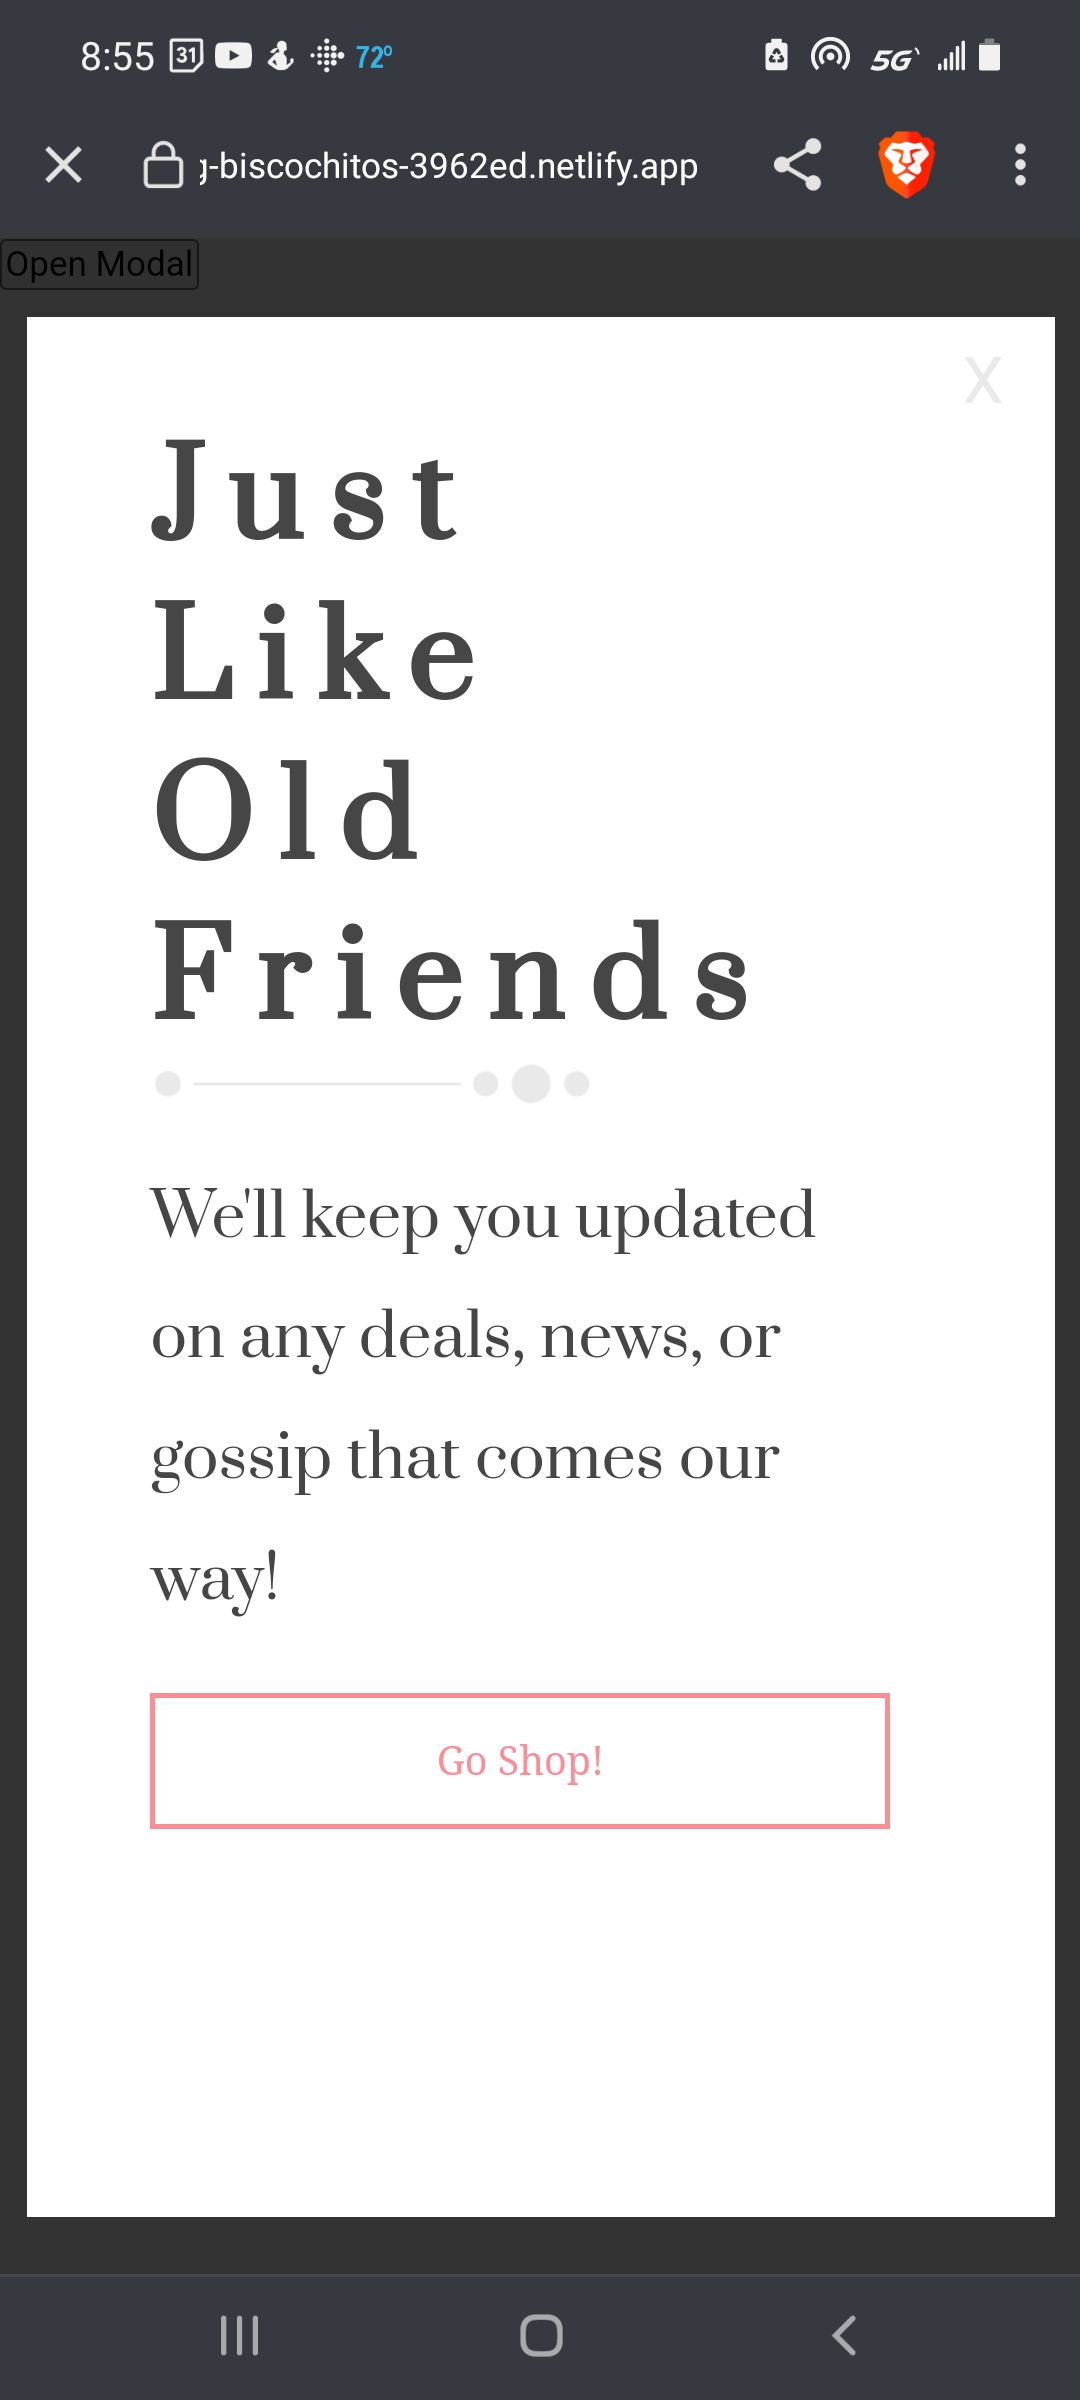 8:55 31 72° 5G
g-biscochitos-3962ed.netlify.app
Open Modal
X
Just
Like
Old
Friends
We'll keep you updated
on any deals, news, or
gossip that comes our
way!
Go Shop!